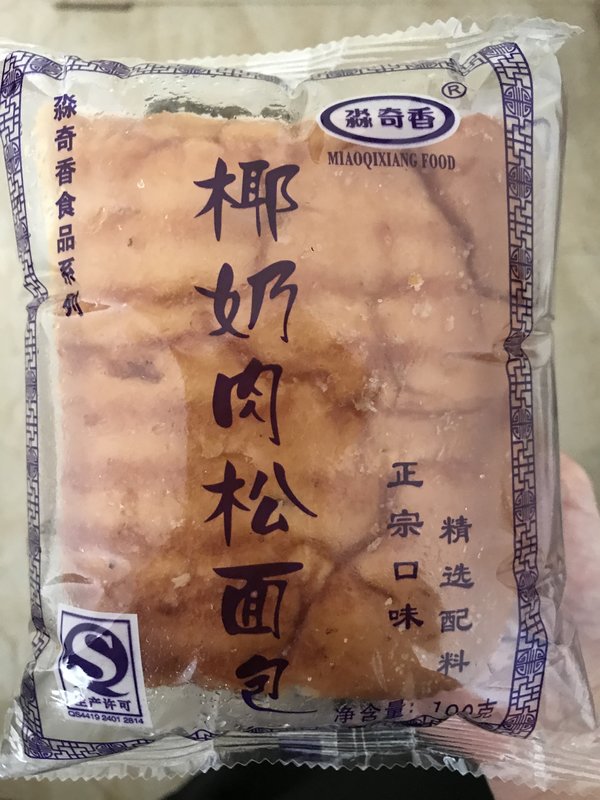 淼奇香食品系列
淼奇香
®
MIAOQIXIANG FOOD
椰奶肉松面包
正宗口味
精选配料
生产许可
QS4419 2401 2814
净含量：100克